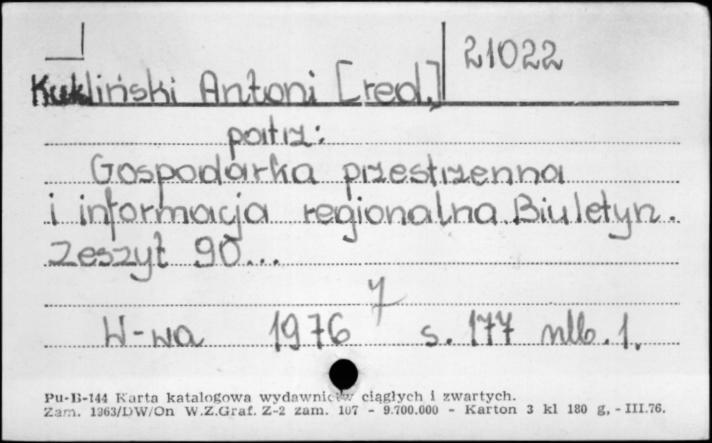 21022
Kukliński Antoni [red.]
patrz:
Gospodarka przestrzenna
i informacja regionalna. Biuletyn.
Zeszyt 90...
y
W-wa 1976 s. 177 nlb. 1.
Pu-B-144 Karta katalogowa wydawnictw ciągłych i zwartych.
Zam. 1363/DW/On W.Z.Graf. Z-2 zam. 107 - 9.700.000 - Karton 3 kl 180 g, - III.76.